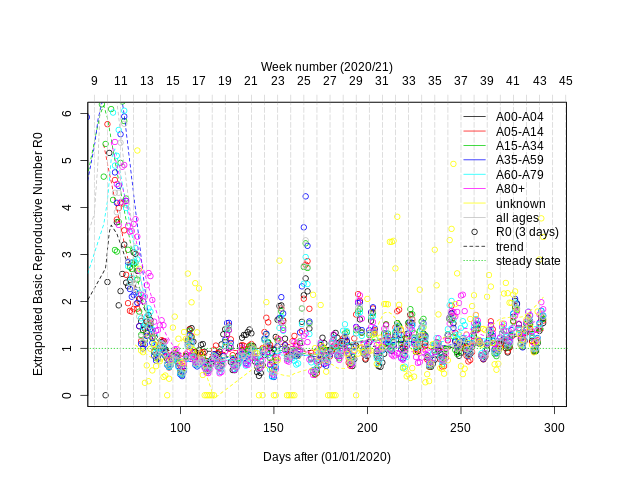 Week number (2020/21)
9 11 13 15 17 19 21 23 25 27 29 31 33 35 37 39 41 43 45
Extrapolated Basic Reproductive Number R0
6
5
4
3
2
1
0
A00-A04
A05-A14
A15-A34
A35-A59
A60-A79
A80+
unknown
all ages
R0 (3 days)
trend
steady state
100 150 200 250 300
Days after (01/01/2020)